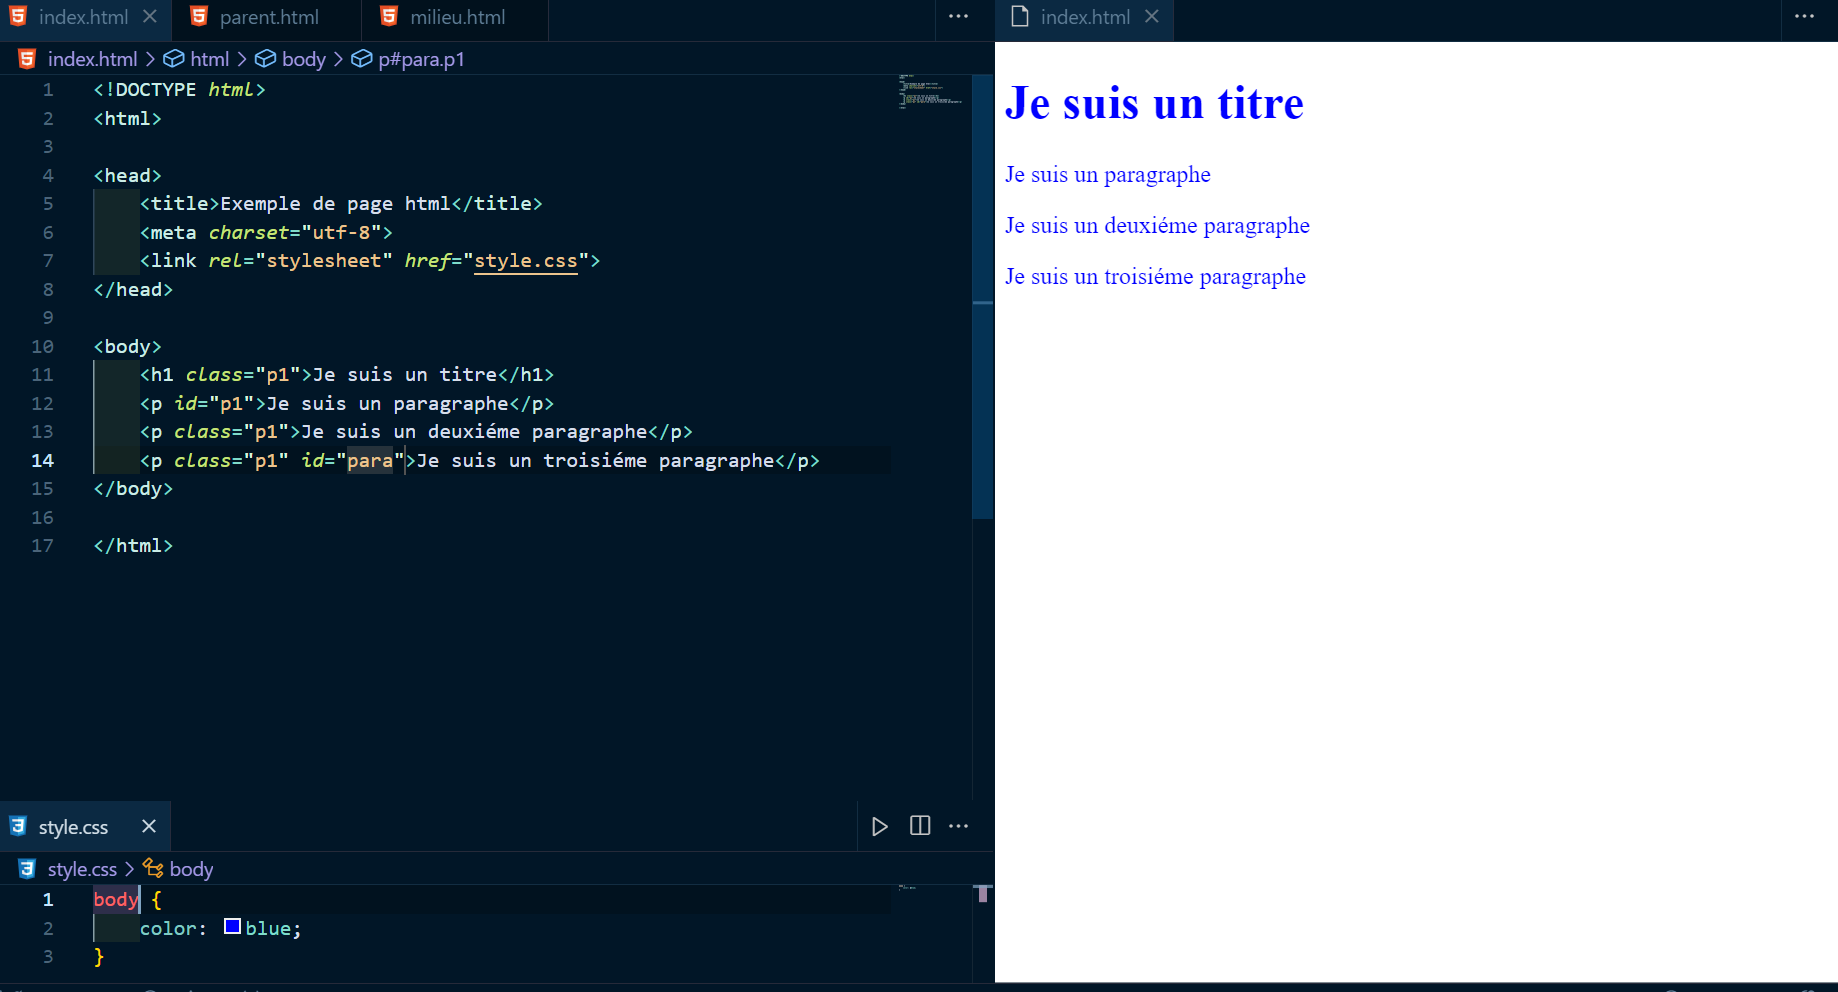 index.html parent.html milieu.html
index.html > html > body > p#para.p1
1 <!DOCTYPE html>
2 <html>
3
4 <head>
5 <title>Exemple de page html</title>
6 <meta charset="utf-8">
7 <link rel="stylesheet" href="style.css">
8 </head>
9
10 <body>
11 <h1 class="p1">Je suis un titre</h1>
12 <p id="p1">Je suis un paragraphe</p>
13 <p class="p1">Je suis un deuxiéme paragraphe</p>
14 <p class="p1" id="para">Je suis un troisiéme paragraphe</p>
15 </body>
16
17 </html>
style.css
style.css > body
1 body {
2 color: blue;
3 }
index.html
Je suis un titre
Je suis un paragraphe
Je suis un deuxiéme paragraphe
Je suis un troisiéme paragraphe